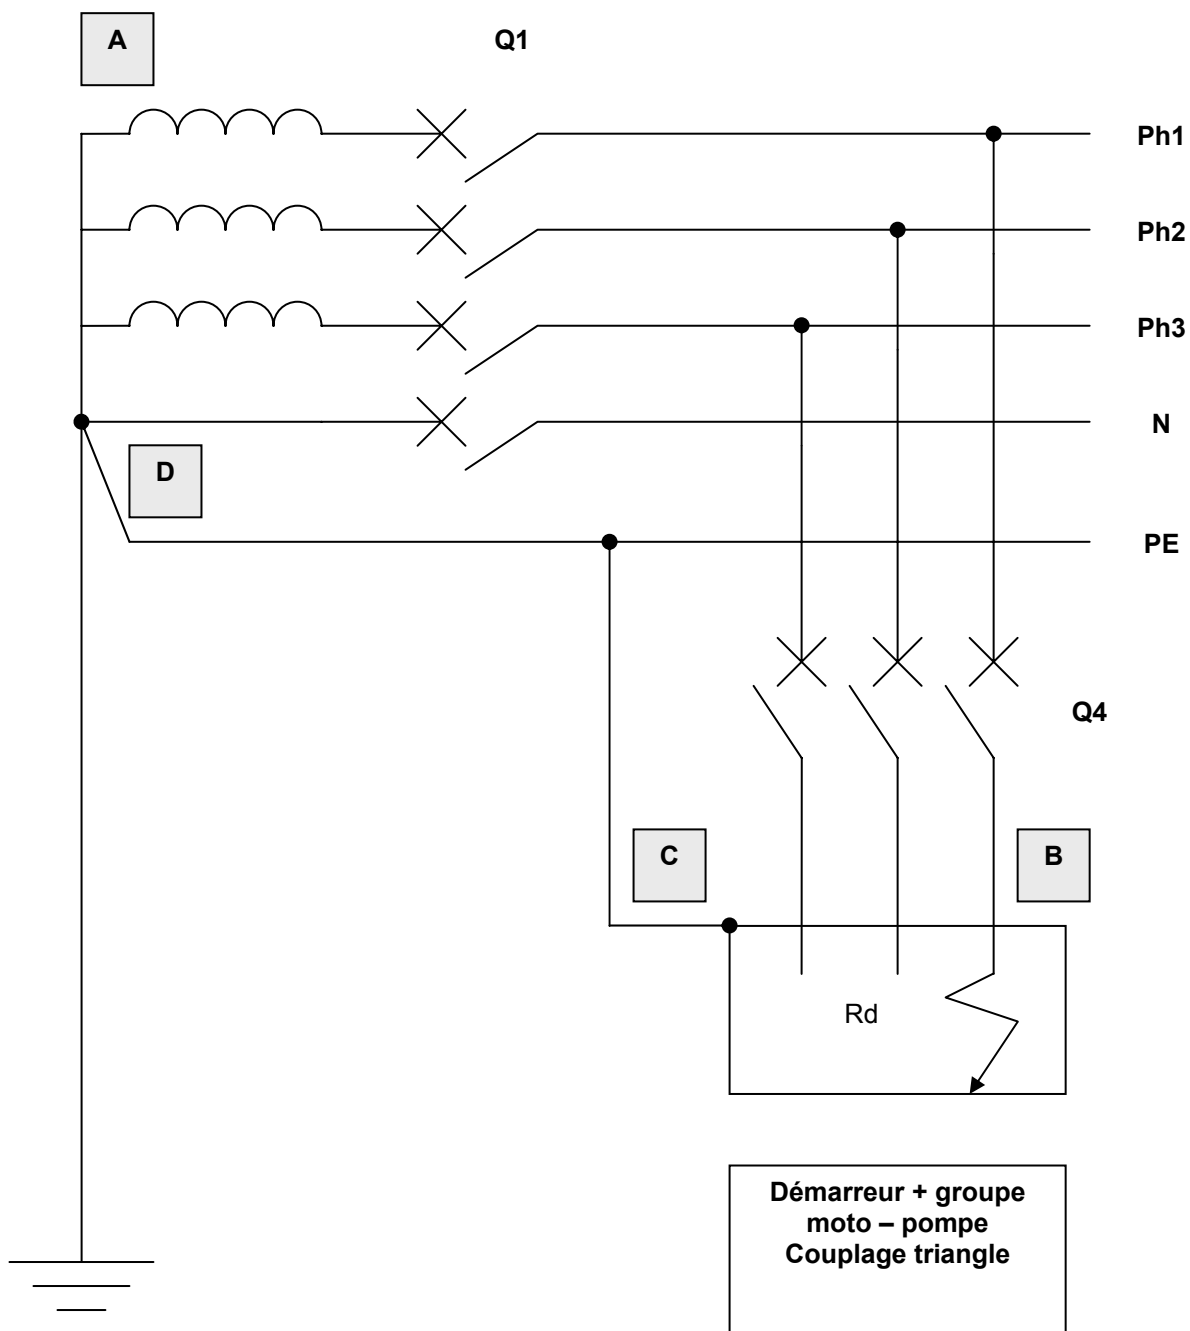 A
Q1
Ph1
Ph2
Ph3
N
D
PE
Q4
C
B
Rd
Démarreur + groupe
moto – pompe
Couplage triangle